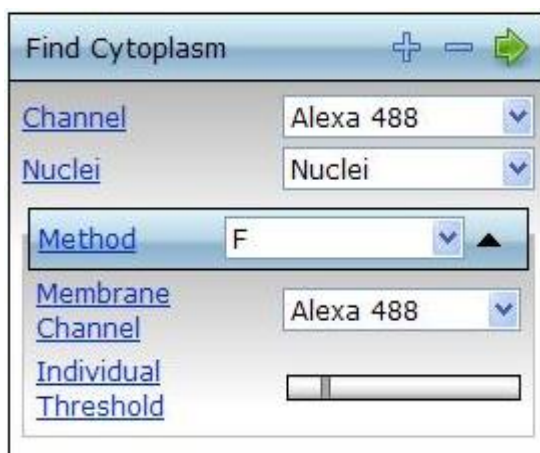 Find Cytoplasm
Channel Alexa 488
Nuclei Nuclei
Method F
Membrane
Channel Alexa 488
Individual
Threshold